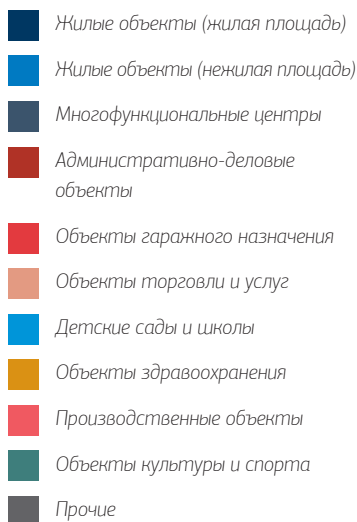 Жилые объекты (жилая площадь)
Жилые объекты (нежилая площадь)
Многофункциональные центры
Административно-деловые
объекты
Объекты гаражного назначения
Объекты торговли и услуг
Детские сады и школы
Объекты здравоохранения
Производственные объекты
Объекты культуры и спорта
Прочие